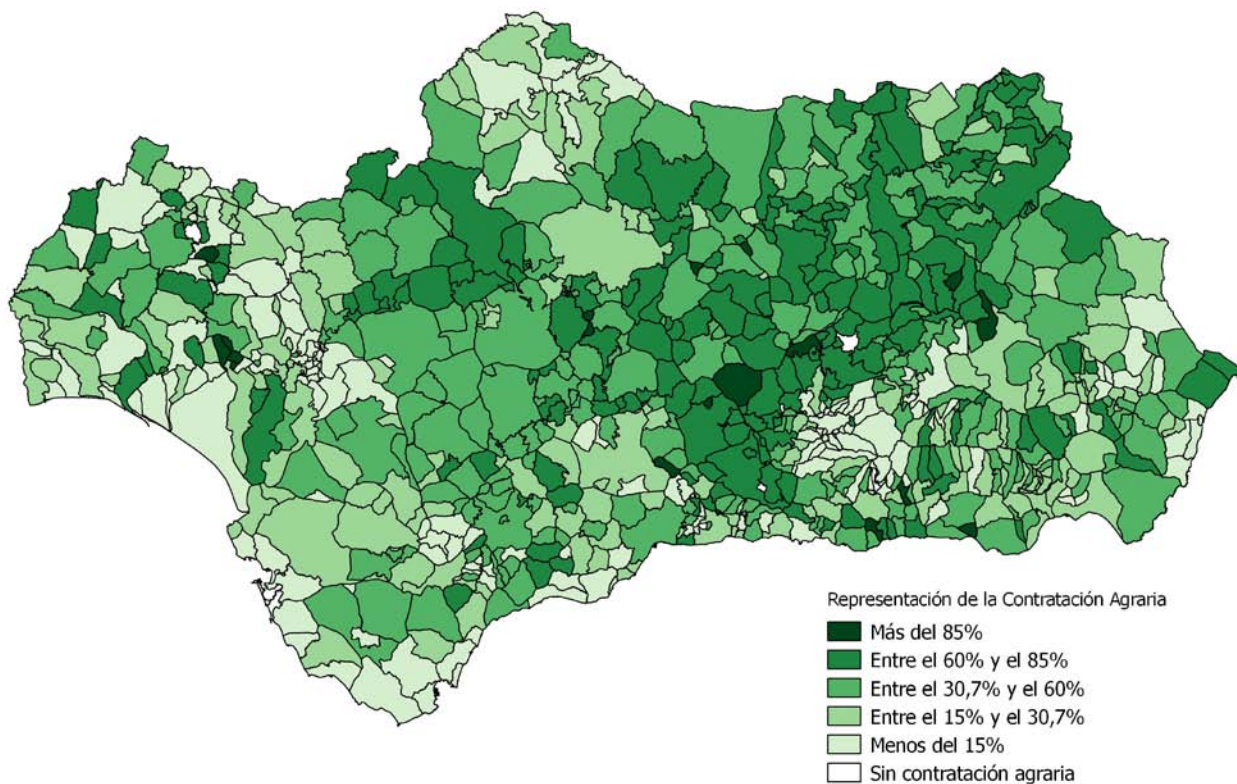 Representación de la Contratación Agraria
Más del 85%
Entre el 60% y el 85%
Entre el 30,7% y el 60%
Entre el 15% y el 30,7%
Menos del 15%
Sin contratación agraria